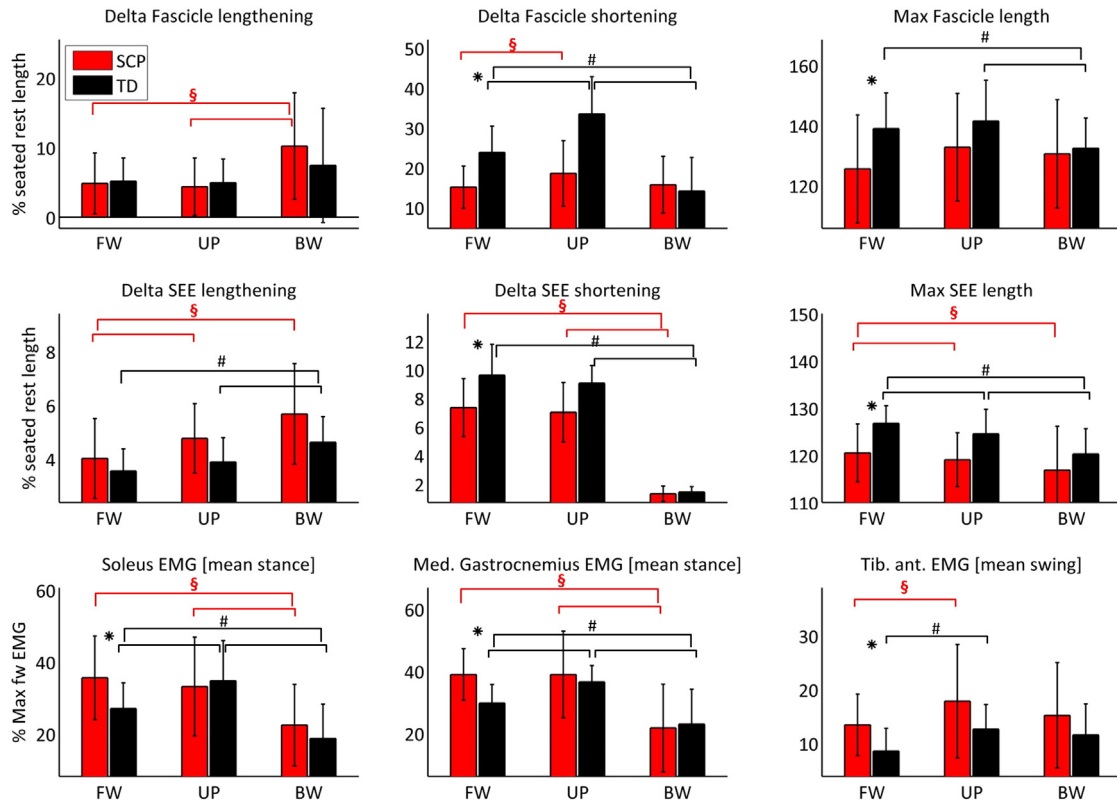 Delta Fascicle lengthening
% seated rest length
20
10
0
SCP
TD
§
FW UP BW
Delta Fascicle shortening
50
40
30
20
10
§
#
*
FW UP BW
Max Fascicle length
160
140
120
#
*
FW UP BW
Delta SEE lengthening
% seated rest length
8
6
4
§
#
FW UP BW
Delta SEE shortening
12
10
8
6
4
2
§
#
*
FW UP BW
Max SEE length
150
140
130
120
110
§
#
*
FW UP BW
Soleus EMG [mean stance]
% Max fw EMG
60
40
20
§
#
*
FW UP BW
Med. Gastrocnemius EMG [mean stance]
60
40
20
§
#
*
FW UP BW
Tib. ant. EMG [mean swing]
30
20
10
§
#
*
FW UP BW